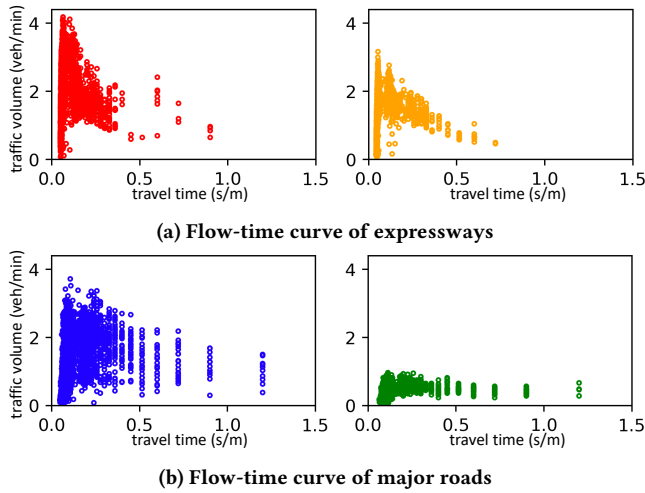 traffic volume (veh/min)
4
2
0
0.0 0.5 1.0 1.5
travel time (s/m)
4
2
0
0.0 0.5 1.0 1.5
travel time (s/m)
(a) Flow-time curve of expressways
traffic volume (veh/min)
4
2
0
0.0 0.5 1.0 1.5
travel time (s/m)
4
2
0
0.0 0.5 1.0 1.5
travel time (s/m)
(b) Flow-time curve of major roads